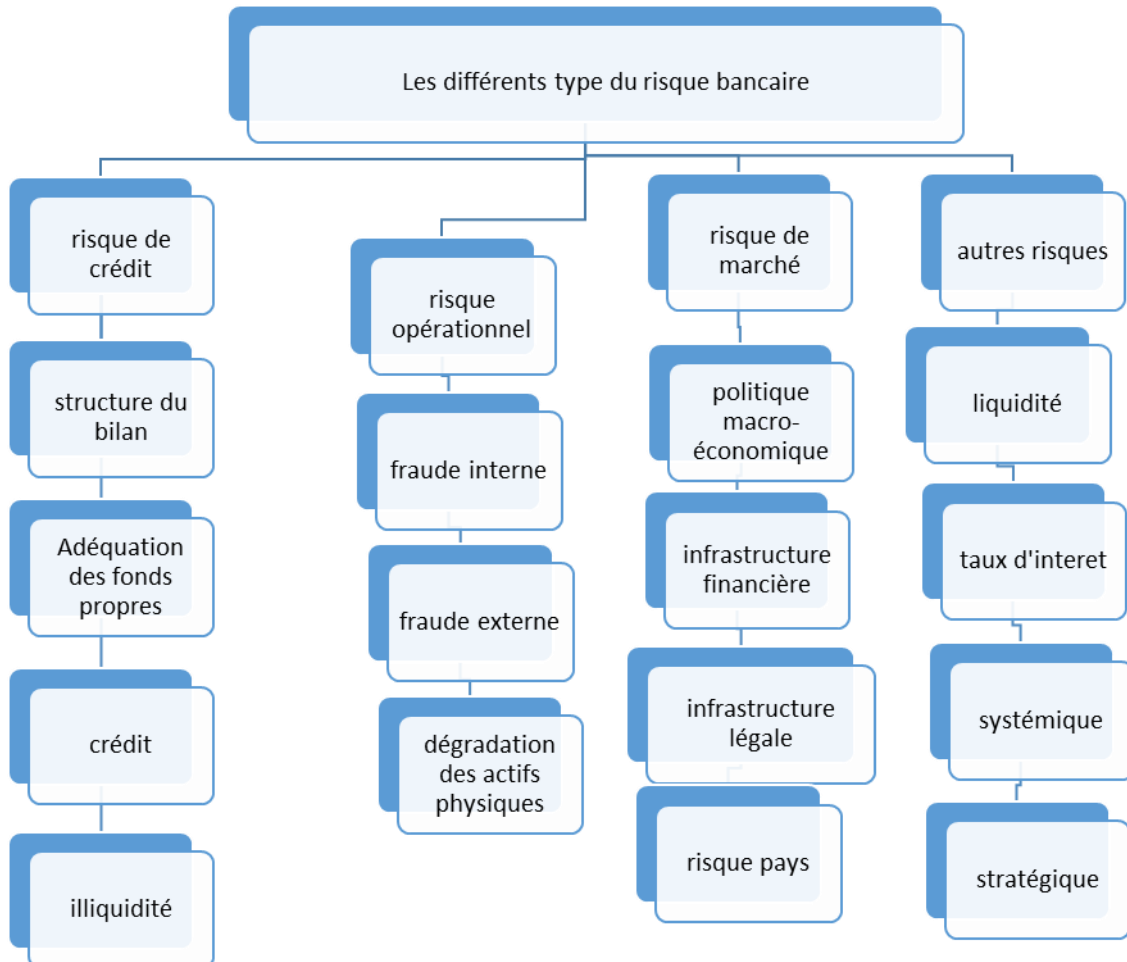 Les différents type du risque bancaire
risque de
crédit
structure du
bilan
Adéquation
des fonds
propres
crédit
illiquidité
risque
opérationnel
fraude interne
fraude externe
dégradation
des actifs
physiques
risque de
marché
politique
macro-
économique
infrastructure
financière
infrastructure
légale
risque pays
autres risques
liquidité
taux d'interet
systémique
stratégique